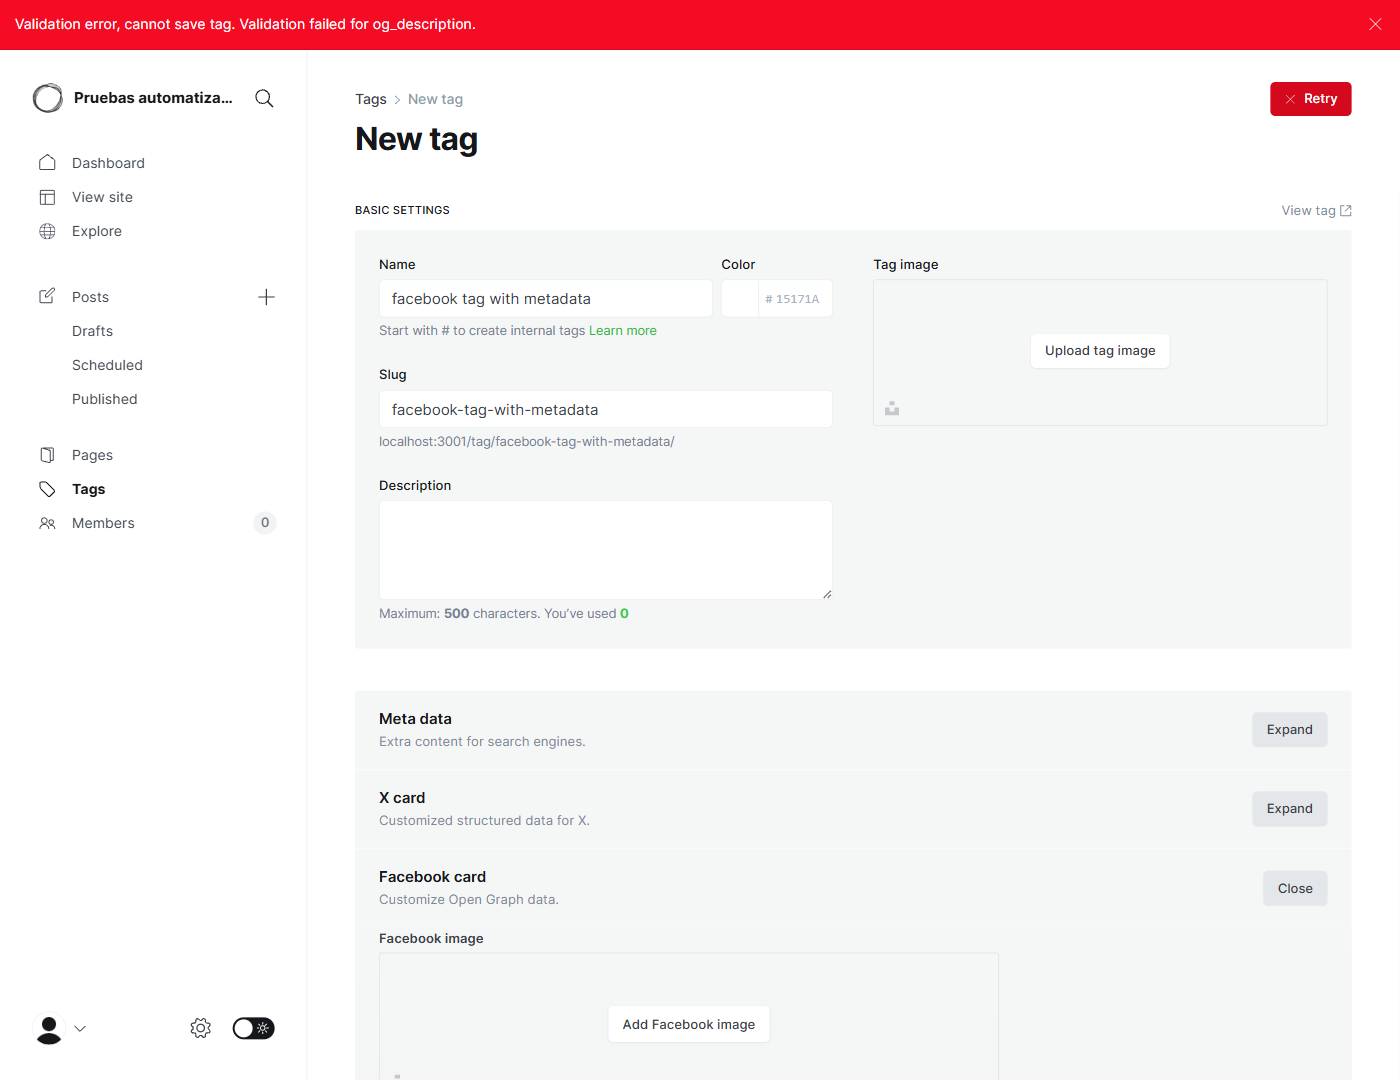 Validation error, cannot save tag. Validation failed for og_description.
Pruebas automatiza...
Dashboard
View site
Explore
Posts
Drafts
Scheduled
Published
Pages
Tags
Members
0
Tags > New tag
Retry
New tag
BASIC SETTINGS
View tag
Name
Color
Tag image
facebook tag with metadata
# 15171A
Start with # to create internal tags Learn more
Upload tag image
Slug
facebook-tag-with-metadata
localhost:3001/tag/facebook-tag-with-metadata/
Description
Maximum: 500 characters. You’ve used 0
Meta data
Extra content for search engines.
Expand
X card
Customized structured data for X.
Expand
Facebook card
Customize Open Graph data.
Close
Facebook image
Add Facebook image